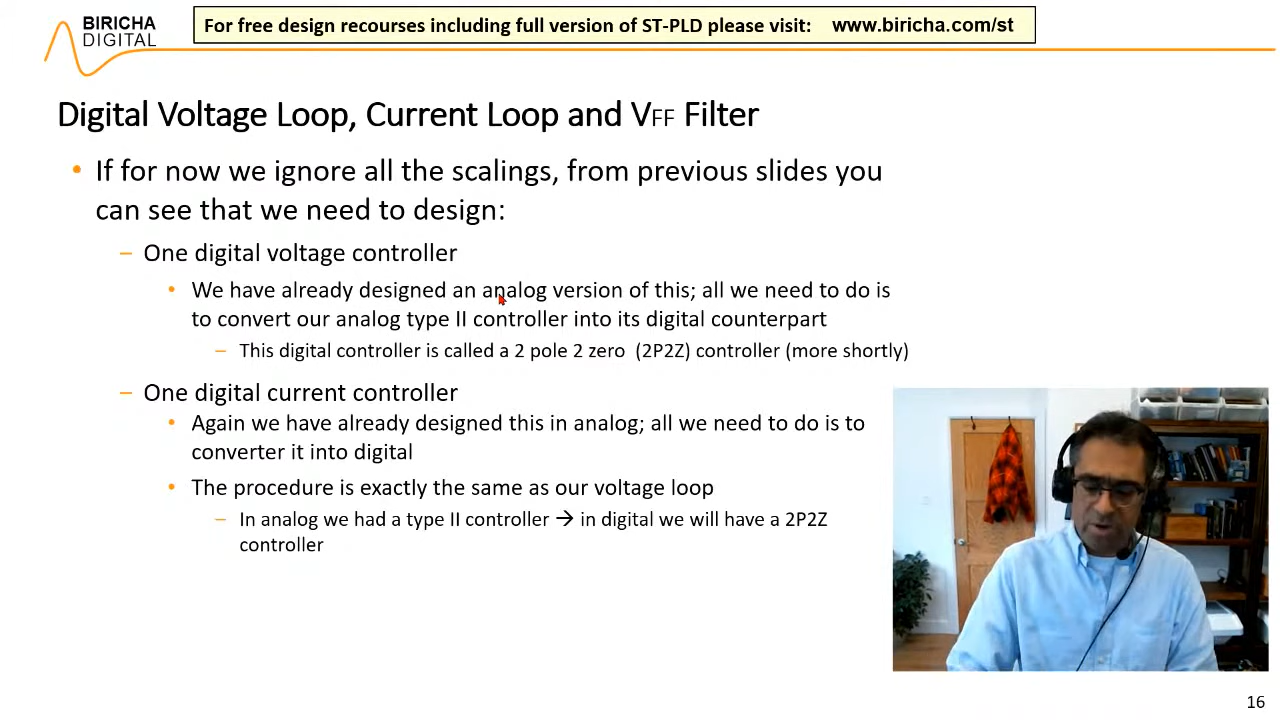 BIRICHA
DIGITAL
For free design recourses including full version of ST-PLD please visit: www.biricha.com/st
Digital Voltage Loop, Current Loop and VFF Filter
• If for now we ignore all the scalings, from previous slides you
can see that we need to design:
– One digital voltage controller
• We have already designed an analog version of this; all we need to do is
to convert our analog type II controller into its digital counterpart
– This digital controller is called a 2 pole 2 zero (2P2Z) controller (more shortly)
– One digital current controller
• Again we have already designed this in analog; all we need to do is to
converter it into digital
• The procedure is exactly the same as our voltage loop
– In analog we had a type II controller → in digital we will have a 2P2Z
controller
16